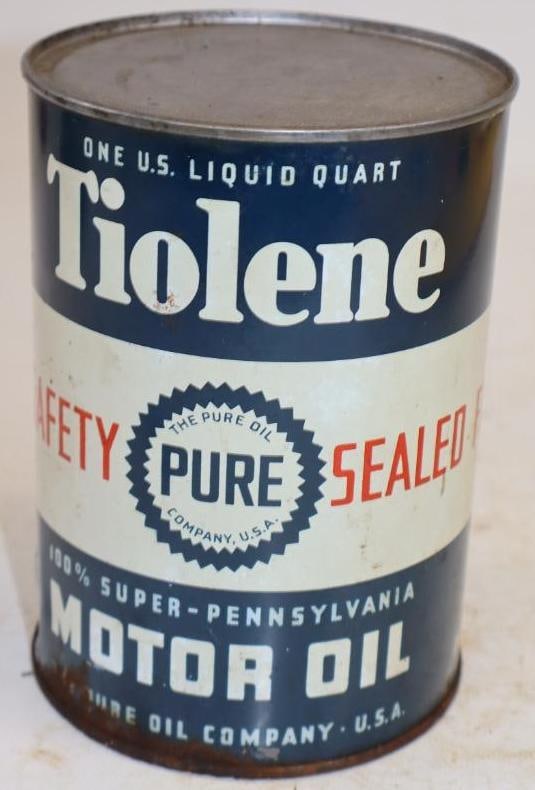 ONE U.S. LIQUID QUART
Tiolene
AFETY
THE PURE OIL
PURE
COMPANY, U.S.A.
SEALED
100% SUPER-PENNSYLVANIA
MOTOR OIL
URE OIL COMPANY · U.S.A.